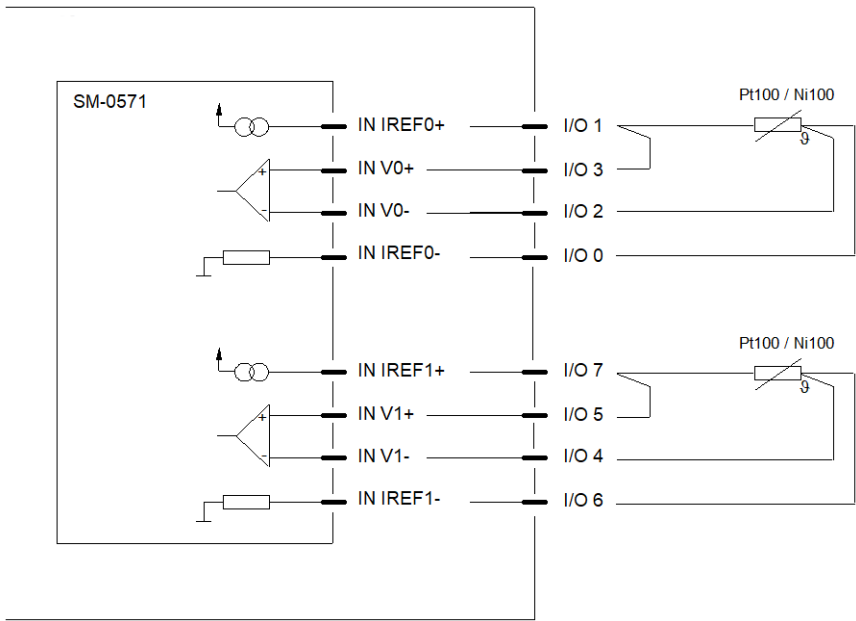 Pt100 / Ni100
SM-0571
IN IREF0+ I/O 1
ϑ
+ IN V0+ I/O 3
- IN V0- I/O 2
IN IREF0- I/O 0
Pt100 / Ni100
IN IREF1+ I/O 7
ϑ
+ IN V1+ I/O 5
- IN V1- I/O 4
IN IREF1- I/O 6